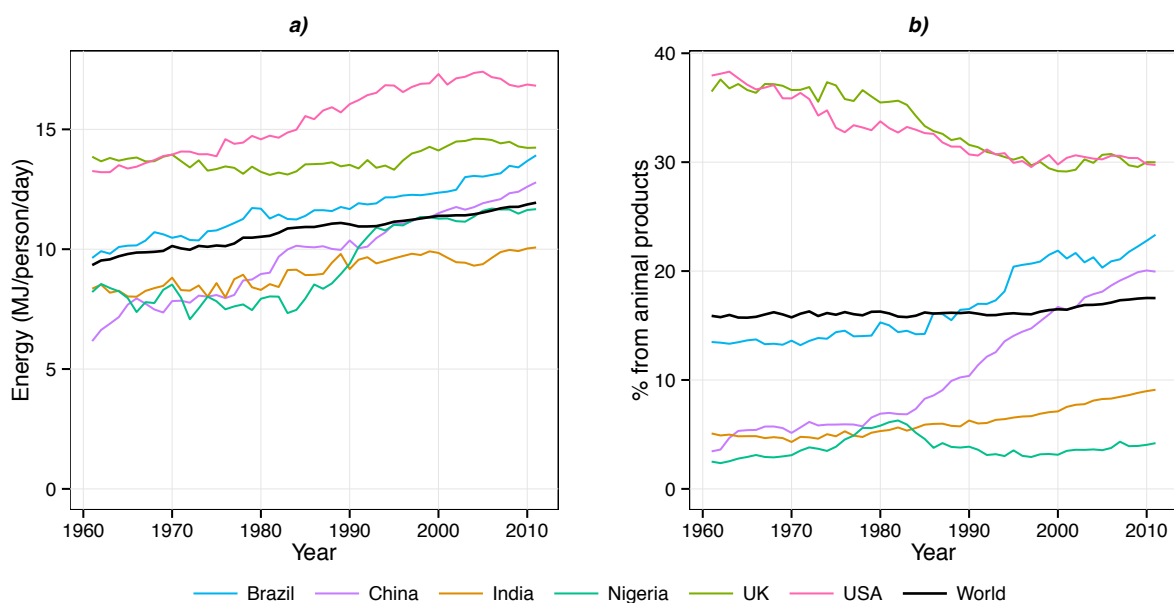 a)
Energy (MJ/person/day)
15
10
5
0
1960 1970 1980 1990 2000 2010
Year
b)
% from animal products
40
30
20
10
0
1960 1970 1980 1990 2000 2010
Year
Brazil China India Nigeria UK USA World